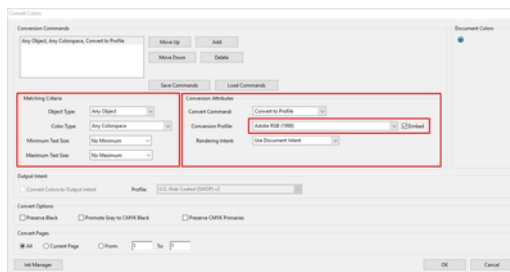 Convert Colors
Conversion Commands
Document Colors
Any Object, Any Colorspace, Convert to Profile
Move Up
Add
Move Down
Delete
Save Commands
Load Commands
Matching Criteria
Conversion Attributes
Object Type: Any Object
Convert Command: Convert to Profile
Color Type: Any Colorspace
Conversion Profile: Adobe RGB (1998)
Embed
Minimum Text Size: No Minimum
Rendering Intent: Use Document Intent
Maximum Text Size: No Maximum
Output Intent
Convert Colors to Output Intent
Profile: U.S. Web Coated (SWOP) v2
Convert Options
Preserve Black
Promote Gray to CMYK Black
Preserve CMYK Primaries
Convert Pages
All
Current Page
From: 1 To: 1
Ink Manager
OK
Cancel